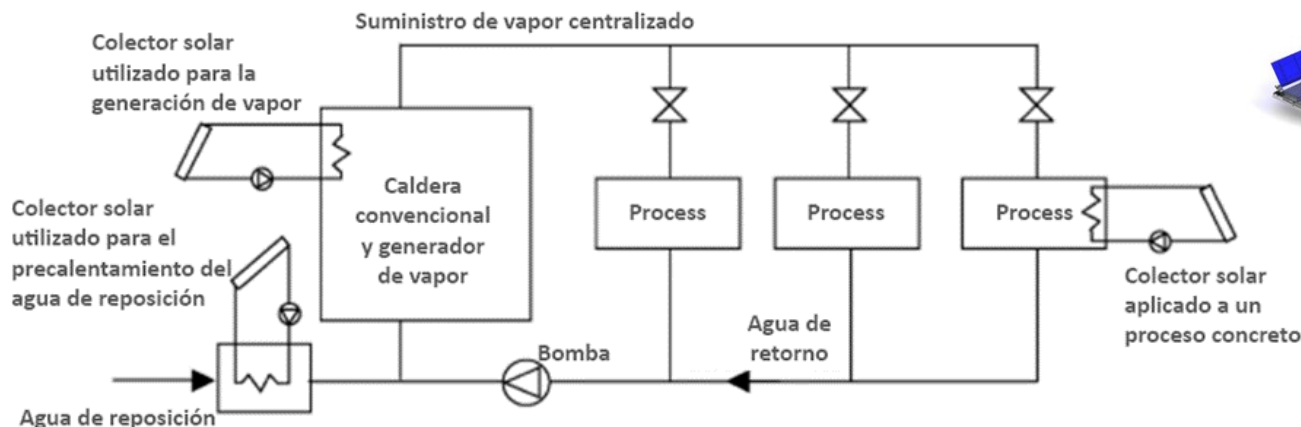 Suministro de vapor centralizado
Colector solar
utilizado para la
generación de vapor
Caldera
convencional
y generador
de vapor
Process
Process
Process
Colector solar
utilizado para el
precalentamiento del
agua de reposición
Colector solar
aplicado a un
proceso concreto
Agua de
retorno
Bomba
Agua de reposición